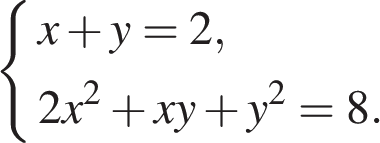 x + y = 2,
2x² + xy + y² = 8.